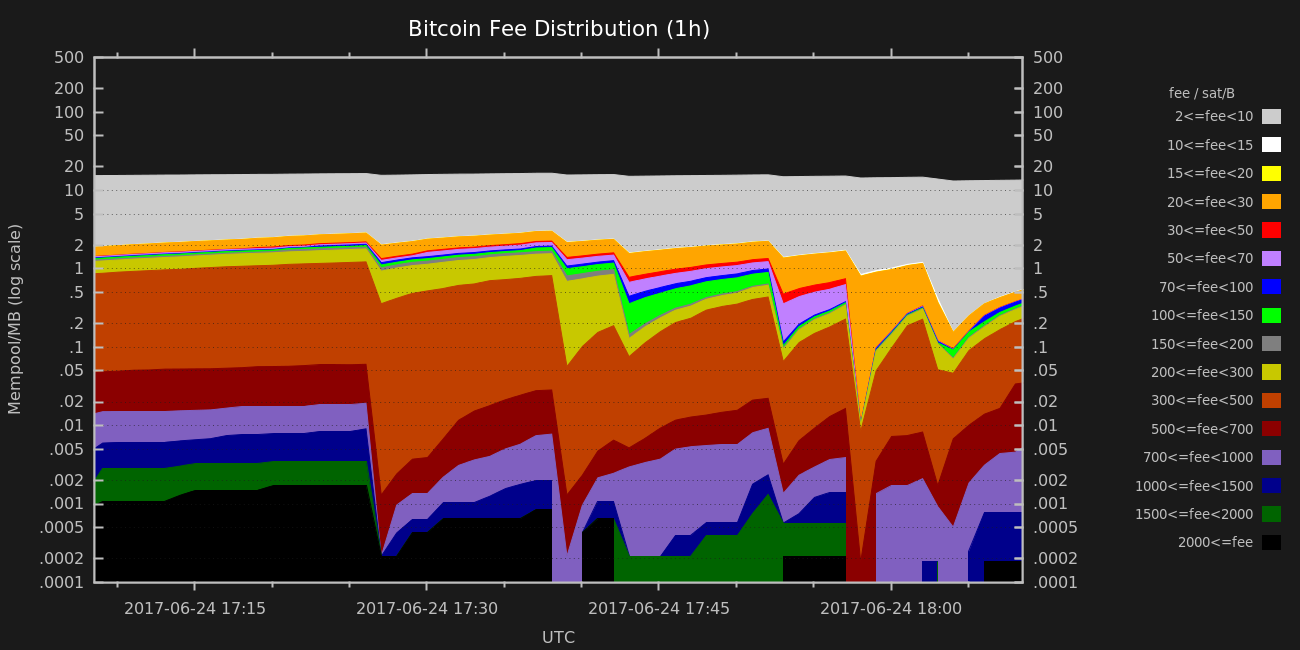 Bitcoin Fee Distribution (1h)
500 500
200 200
100 100
50 50
20 20
10 10
5 5
2 2
1 1
.5 .5
.2 .2
.1 .1
.05 .05
.02 .02
.01 .01
.005 .005
.002 .002
.001 .001
.0005 .0005
.0002 .0002
.0001 .0001
Mempool/MB (log scale)
2017-06-24 17:15 2017-06-24 17:30 2017-06-24 17:45 2017-06-24 18:00
UTC
fee / sat/B
2<=fee<10
10<=fee<15
15<=fee<20
20<=fee<30
30<=fee<50
50<=fee<70
70<=fee<100
100<=fee<150
150<=fee<200
200<=fee<300
300<=fee<500
500<=fee<700
700<=fee<1000
1000<=fee<1500
1500<=fee<2000
2000<=fee